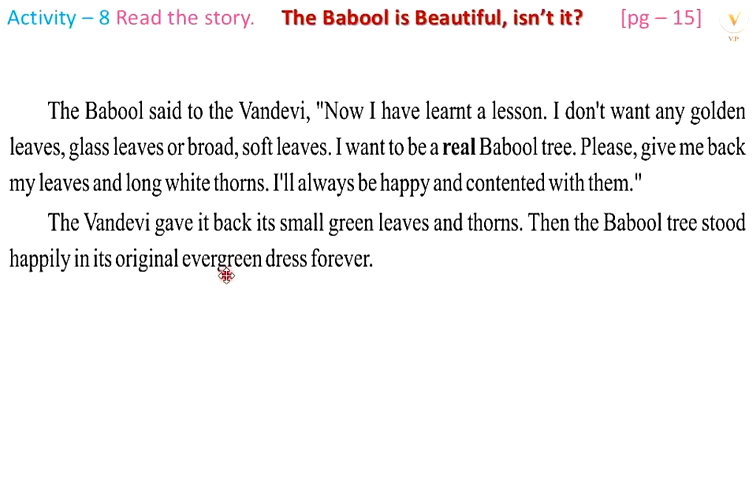 Activity – 8 Read the story. The Babool is Beautiful, isn't it? [pg – 15]
V
V.P
The Babool said to the Vandevi, "Now I have learnt a lesson. I don't want any golden
leaves, glass leaves or broad, soft leaves. I want to be a real Babool tree. Please, give me back
my leaves and long white thorns. I'll always be happy and contented with them."
The Vandevi gave it back its small green leaves and thorns. Then the Babool tree stood
happily in its original evergreen dress forever.